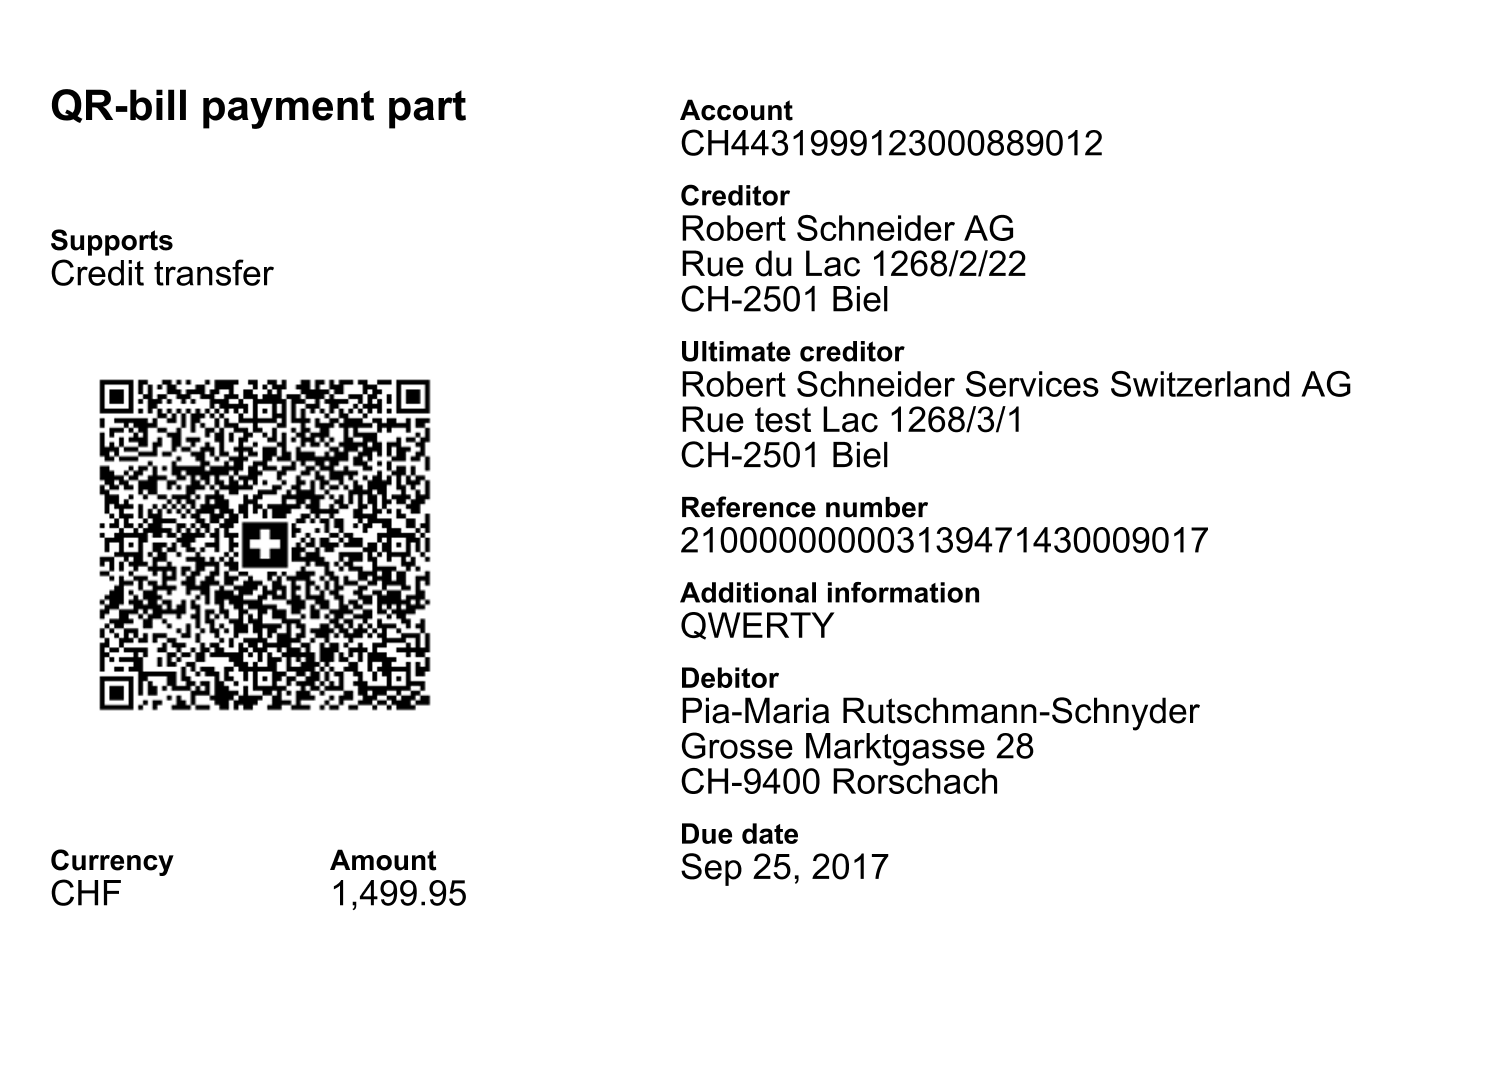 QR-bill payment part
Supports
Credit transfer
Currency
CHF
Amount
1,499.95
Account
CH4431999123000889012
Creditor
Robert Schneider AG
Rue du Lac 1268/2/22
CH-2501 Biel
Ultimate creditor
Robert Schneider Services Switzerland AG
Rue test Lac 1268/3/1
CH-2501 Biel
Reference number
210000000003139471430009017
Additional information
QWERTY
Debitor
Pia-Maria Rutschmann-Schnyder
Grosse Marktgasse 28
CH-9400 Rorschach
Due date
Sep 25, 2017